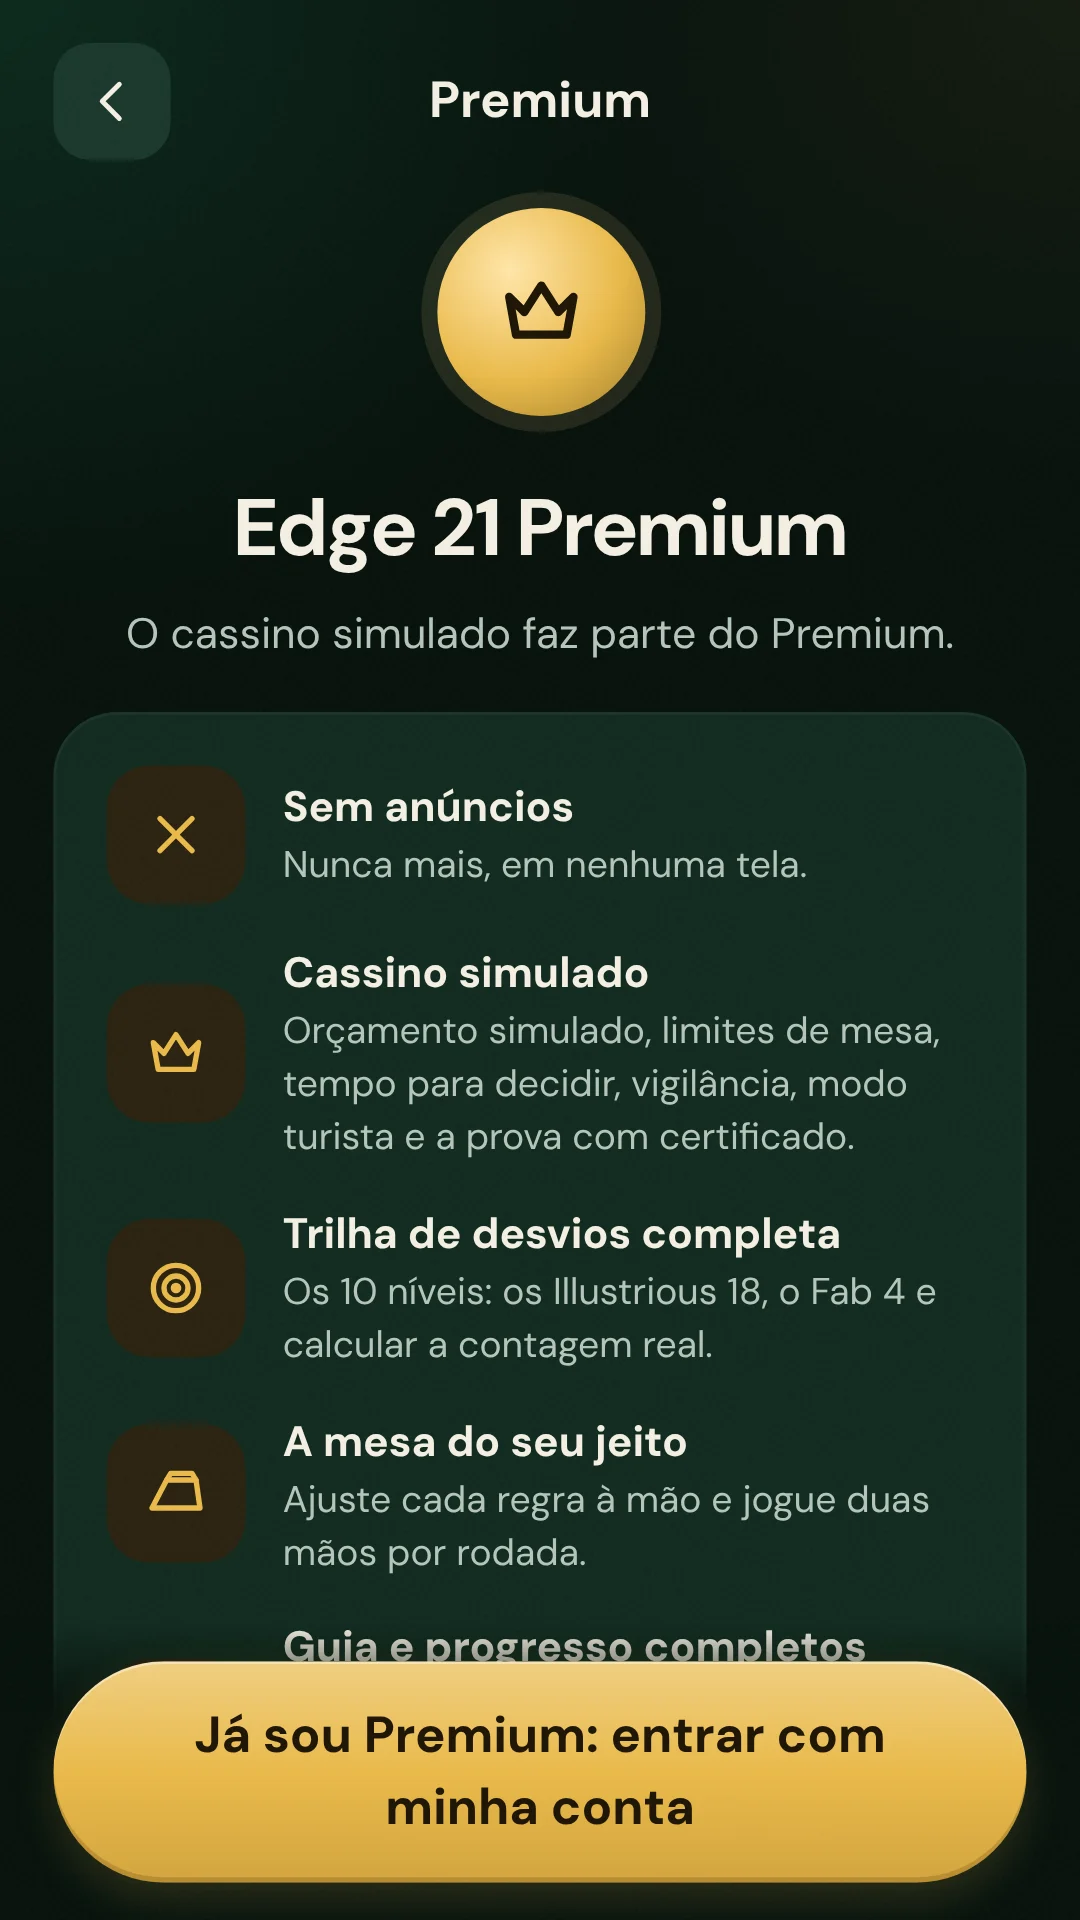 Premium
Edge 21 Premium
O cassino simulado faz parte do Premium.
Sem anúncios
Nunca mais, em nenhuma tela.
Cassino simulado
Orçamento simulado, limites de mesa,
tempo para decidir, vigilância, modo
turista e a prova com certificado.
Trilha de desvios completa
Os 10 níveis: os Illustrious 18, o Fab 4 e
calcular a contagem real.
A mesa do seu jeito
Ajuste cada regra à mão e jogue duas
mãos por rodada.
Guia e progresso completos
Já sou Premium: entrar com
minha conta